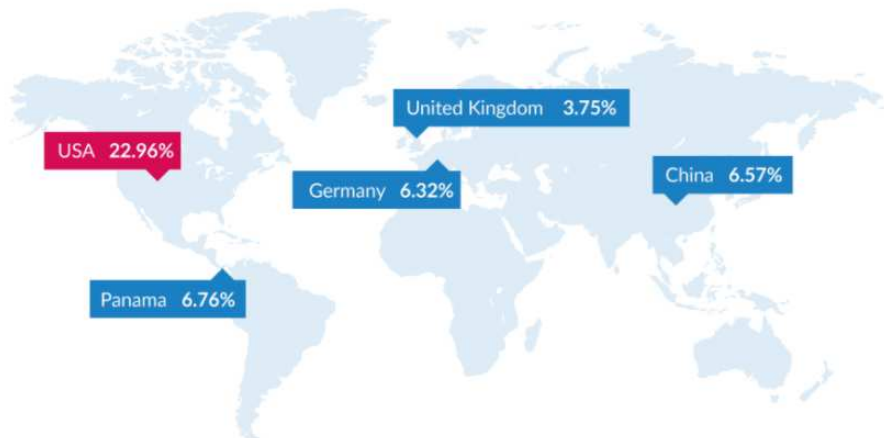 United Kingdom 3.75%
USA 22.96%
China 6.57%
Germany 6.32%
Panama 6.76%